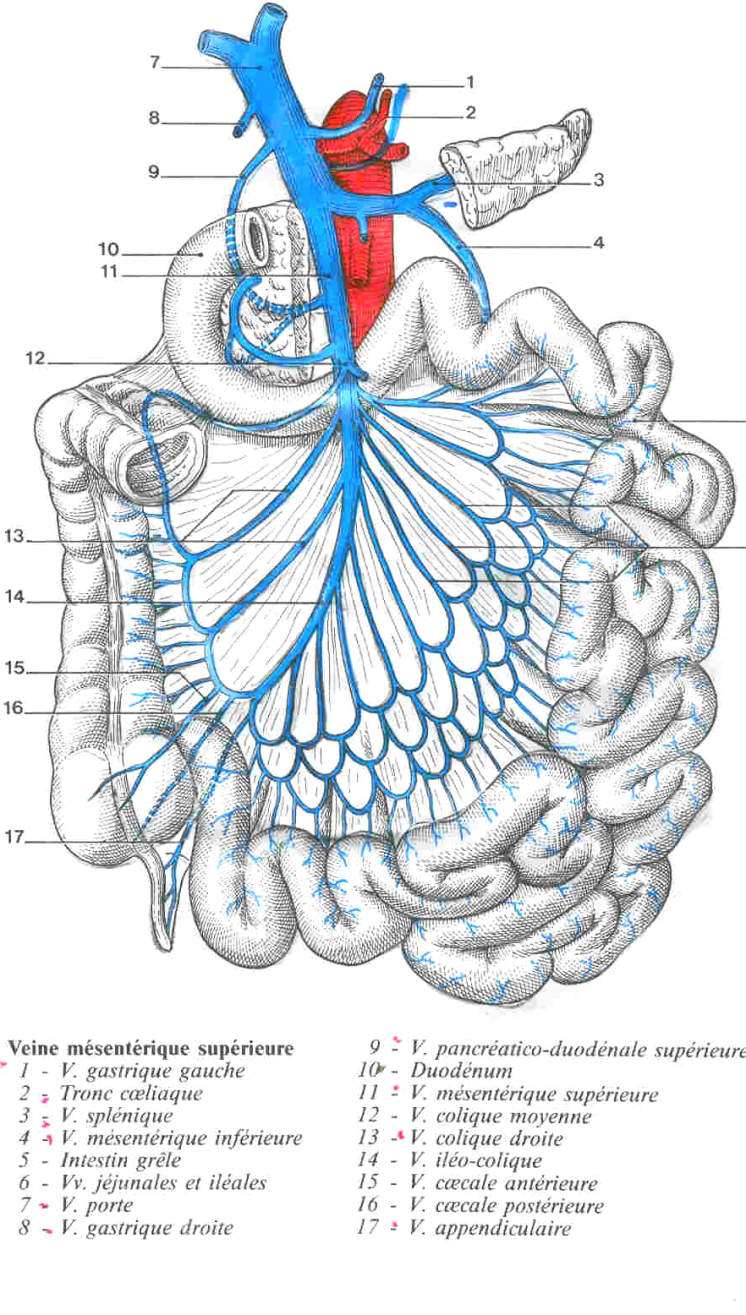 7
1
2
8
9
3
10
4
11
12
13
14
15
16
17
Veine mésentérique supérieure
1 - V. gastrique gauche
2 - Tronc cœliaque
3 - V. splénique
4 - V. mésentérique inférieure
5 - Intestin grêle
6 - Vv. jéjunales et iléales
7 - V. porte
8 - V. gastrique droite
9 - V. pancréatico-duodénale supérieure
10 - Duodénum
11 - V. mésentérique supérieure
12 - V. colique moyenne
13 - V. colique droite
14 - V. iléo-colique
15 - V. cæcale antérieure
16 - V. cæcale postérieure
17 - V. appendiculaire